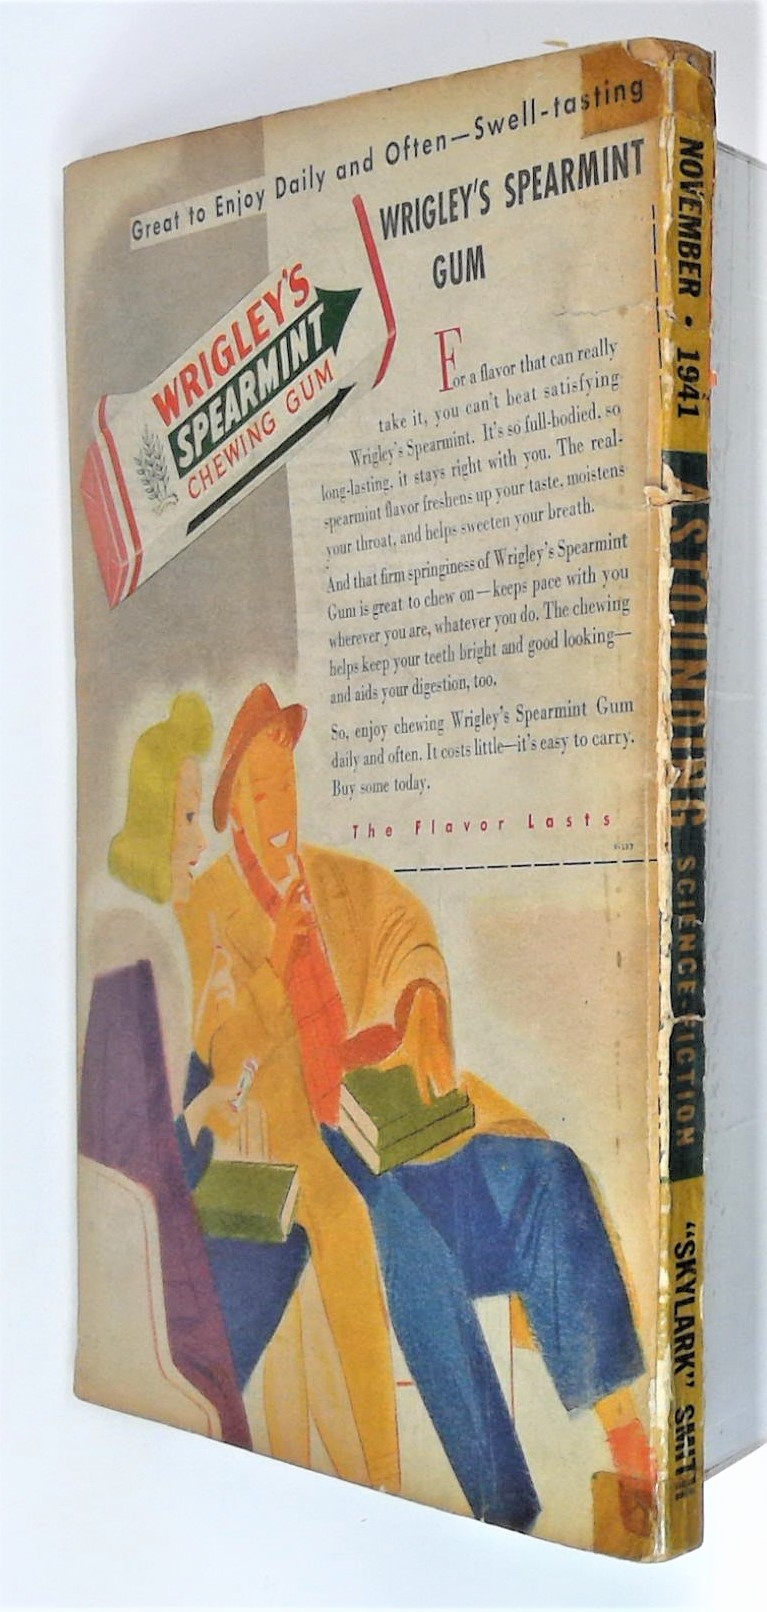 Great to Enjoy Daily and Often—Swell-tasting
WRIGLEY'S SPEARMINT
GUM
WRIGLEY'S
SPEARMINT
CHEWING GUM
For a flavor that can really
take it, you can't beat satisfying
Wrigley's Spearmint. It's so full-bodied, so
long-lasting, it stays right with you. The real-
spearmint flavor freshens up your taste, moistens
your throat, and helps sweeten your breath.
And that firm springiness of Wrigley's Spearmint
Gum is great to chew on—keeps pace with you
wherever you are, whatever you do. The chewing
helps keep your teeth bright and good looking—
and aids your digestion, too.
So, enjoy chewing Wrigley's Spearmint Gum
daily and often. It costs little—it's easy to carry.
Buy some today.
The Flavor Lasts
NOVEMBER • 1941
ASTOUNDING SCIENCE-FICTION
"SKYLARK" SMITH